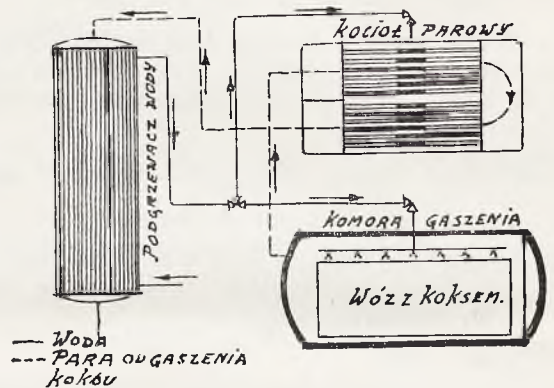 kocioł PAROWY
PODGRZEWACZ WODY
KOMORA GASZENIA
WÓZ Z KOKSEM.
— WODA
--- PARA OD GASZENIA
KOKSU